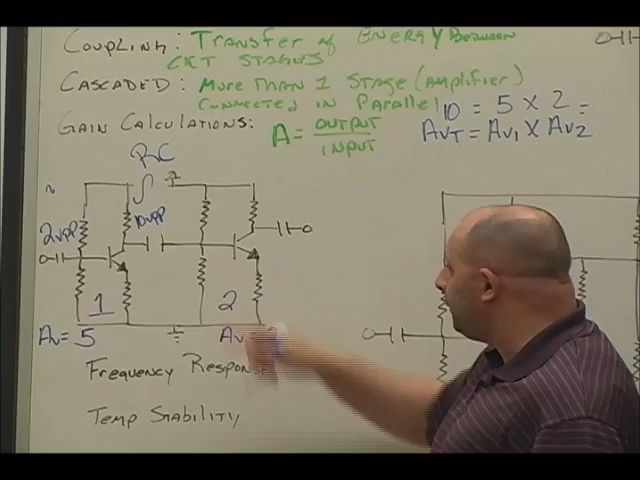 COUPLING: TRANSFER of ENERGY BETWEEN
CKT STAGES
CASCADED: MORE THAN 1 STAGE (AMPLIFIER)
CONNECTED IN PARALLEL
GAIN CALCULATIONS: A = OUTPUT
INPUT
10 = 5 X 2 =
AVT = AV1 X AV2
RC
2VPP
10VPP
1
2
AV = 5
AV
Frequency Response
Temp Stability